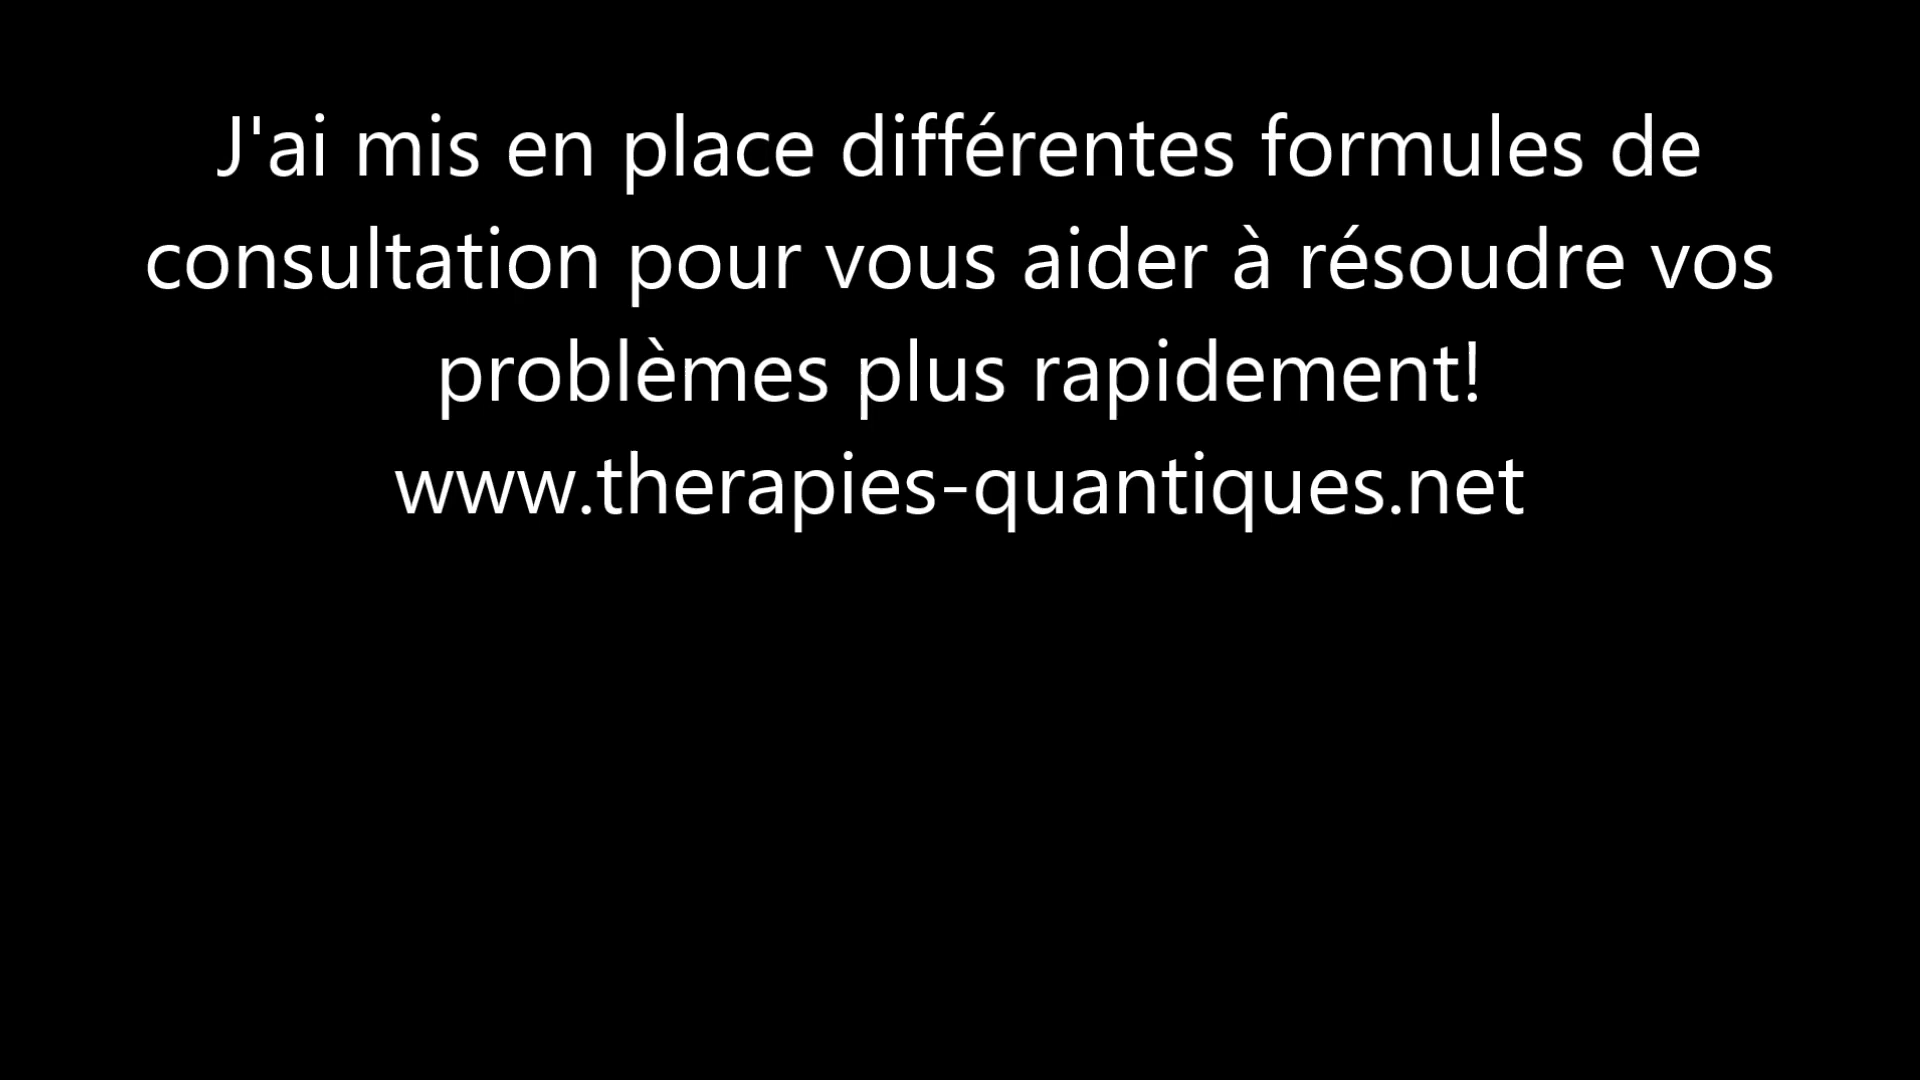 J'ai mis en place différentes formules de
consultation pour vous aider à résoudre vos
problèmes plus rapidement!
www.therapies-quantiques.net